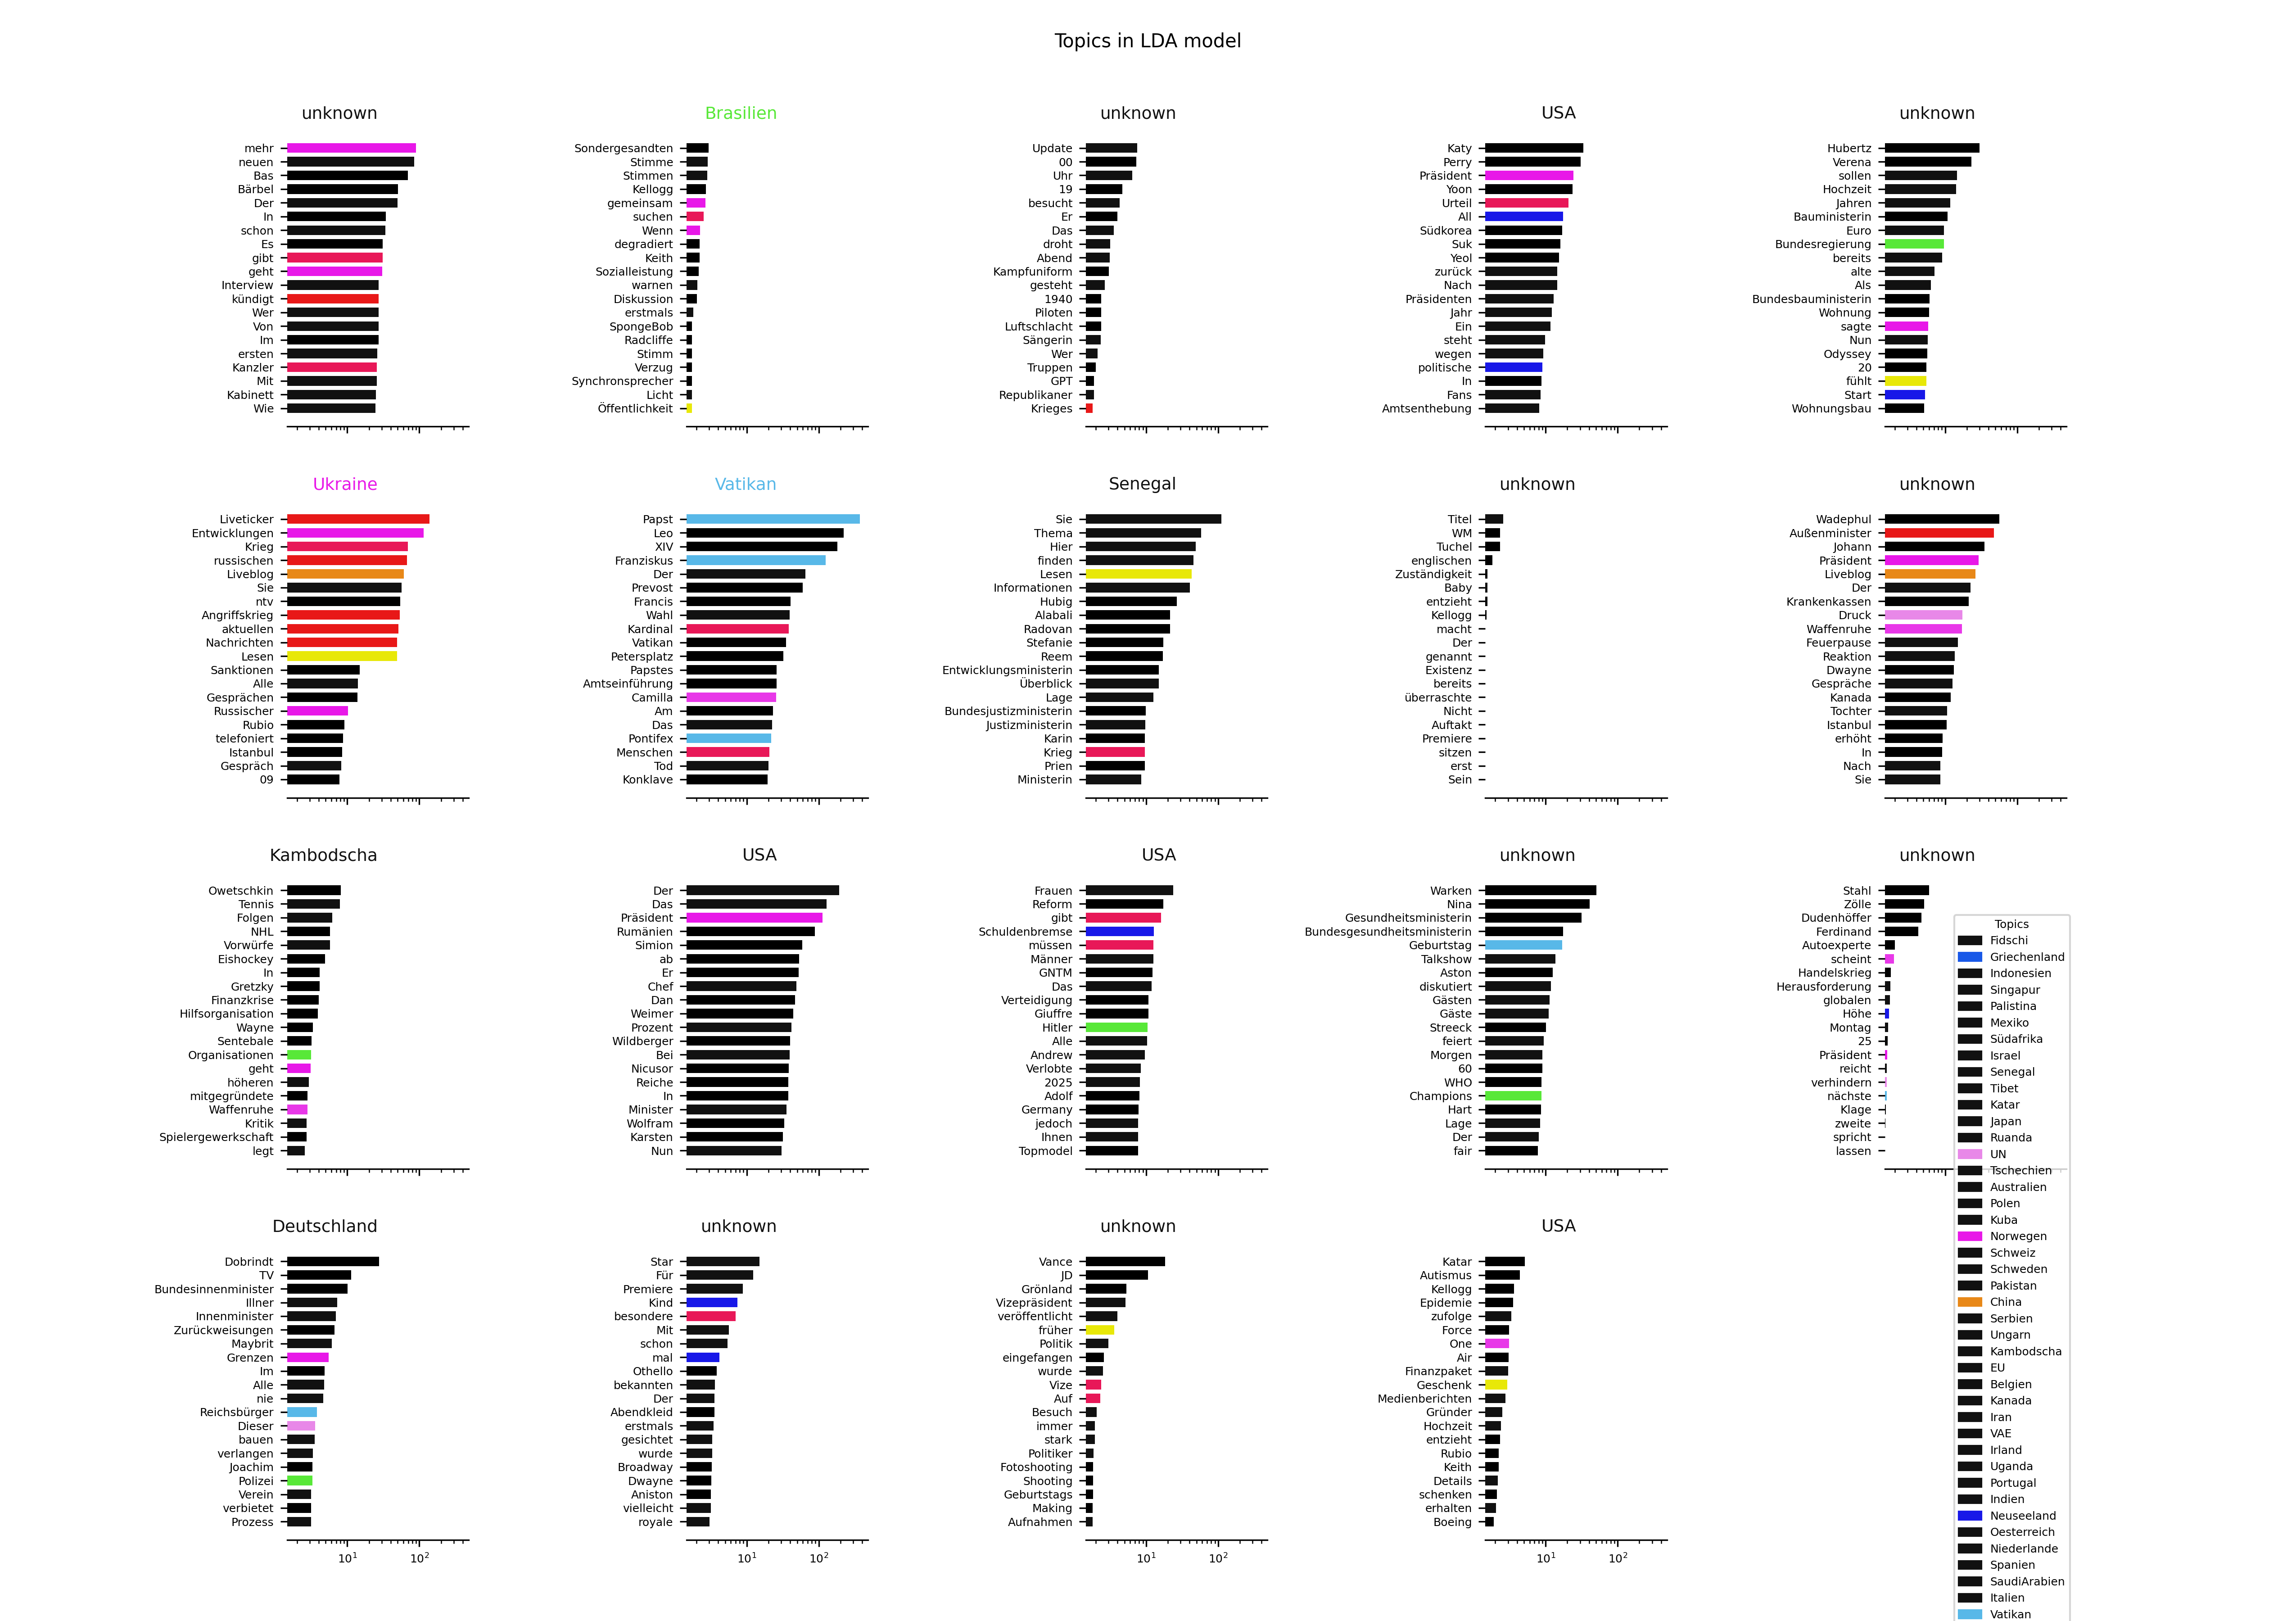 Topics in LDA model
unknown
mehr
neuen
Bas
Bärbel
Der
In
schon
Es
gibt
geht
Interview
kündigt
Wer
Von
Im
ersten
Kanzler
Mit
Kabinett
Wie
Brasilien
Sondergesandten
Stimme
Stimmen
Kellogg
gemeinsam
suchen
Wenn
degradiert
Keith
Sozialleistung
warnen
Diskussion
erstmals
SpongeBob
Radcliffe
Stimm
Verzug
Synchronsprecher
Licht
Öffentlichkeit
unknown
Update
00
Uhr
19
besucht
Er
Das
droht
Abend
Kampfuniform
gesteht
1940
Piloten
Luftschlacht
Sängerin
Wer
Truppen
GPT
Republikaner
Krieges
USA
Katy
Perry
Präsident
Yoon
Urteil
All
Südkorea
Suk
Yeol
zurück
Nach
Präsidenten
Jahr
Ein
steht
wegen
politische
In
Fans
Amtsenthebung
unknown
Hubertz
Verena
sollen
Hochzeit
Jahren
Bauministerin
Euro
Bundesregierung
bereits
alte
Als
Bundesbauministerin
Wohnung
sagte
Nun
Odyssey
20
fühlt
Start
Wohnungsbau
Ukraine
Liveticker
Entwicklungen
Krieg
russischen
Liveblog
Sie
ntv
Angriffskrieg
aktuellen
Nachrichten
Lesen
Sanktionen
Alle
Gesprächen
Russischer
Rubio
telefoniert
Istanbul
Gespräch
09
Vatikan
Papst
Leo
XIV
Franziskus
Der
Prevost
Francis
Wahl
Kardinal
Vatikan
Petersplatz
Papstes
Amtseinführung
Camilla
Am
Das
Pontifex
Menschen
Tod
Konklave
Senegal
Sie
Thema
Hier
finden
Lesen
Informationen
Hubig
Alabali
Radovan
Stefanie
Reem
Entwicklungsministerin
Überblick
Lage
Bundesjustizministerin
Justizministerin
Karin
Krieg
Prien
Ministerin
unknown
Titel
WM
Tuchel
englischen
Zuständigkeit
Baby
entzieht
Kellogg
macht
Der
genannt
Existenz
bereits
überraschte
Nicht
Auftakt
Premiere
sitzen
erst
Sein
unknown
Wadephul
Außenminister
Johann
Präsident
Liveblog
Der
Krankenkassen
Druck
Waffenruhe
Feuerpause
Reaktion
Dwayne
Gespräche
Kanada
Tochter
Istanbul
erhöht
In
Nach
Sie
Kambodscha
Owetschkin
Tennis
Folgen
NHL
Vorwürfe
Eishockey
In
Gretzky
Finanzkrise
Hilfsorganisation
Wayne
Sentebale
Organisationen
geht
höheren
mitgegründete
Waffenruhe
Kritik
Spielergewerkschaft
legt
USA
Der
Das
Präsident
Rumänien
Simion
ab
Er
Chef
Dan
Weimer
Prozent
Wildberger
Bei
Nicusor
Reiche
In
Minister
Wolfram
Karsten
Nun
USA
Frauen
Reform
gibt
Schuldenbremse
müssen
Männer
GNTM
Das
Verteidigung
Giuffre
Hitler
Alle
Andrew
Verlobte
2025
Adolf
Germany
jedoch
Ihnen
Topmodel
unknown
Warken
Nina
Gesundheitsministerin
Bundesgesundheitsministerin
Geburtstag
Talkshow
Aston
diskutiert
Gästen
Gäste
Streeck
feiert
Morgen
60
WHO
Champions
Hart
Lage
Der
fair
unknown
Stahl
Zölle
Dudenhöffer
Ferdinand
Autoexperte
scheint
Handelskrieg
Herausforderung
globalen
Höhe
Montag
25
Präsident
reicht
verhindern
nächste
Klage
zweite
spricht
lassen
Deutschland
Dobrindt
TV
Bundesinnenminister
Illner
Innenminister
Zurückweisungen
Maybrit
Grenzen
Im
Alle
nie
Reichsbürger
Dieser
bauen
verlangen
Joachim
Polizei
Verein
verbietet
Prozess
10¹ 10²
unknown
Star
Für
Premiere
Kind
besondere
Mit
schon
mal
Othello
bekannten
Der
Abendkleid
erstmals
gesichtet
wurde
Broadway
Dwayne
Aniston
vielleicht
royale
10¹ 10²
unknown
Vance
JD
Grönland
Vizepräsident
veröffentlicht
früher
Politik
eingefangen
wurde
Vize
Auf
Besuch
immer
stark
Politiker
Fotoshooting
Shooting
Geburtstags
Making
Aufnahmen
10¹ 10²
USA
Katar
Autismus
Kellogg
Epidemie
zufolge
Force
One
Air
Finanzpaket
Geschenk
Medienberichten
Gründer
Hochzeit
entzieht
Rubio
Keith
Details
schenken
erhalten
Boeing
10¹ 10²
Topics
Fidschi
Griechenland
Indonesien
Singapur
Palistina
Mexiko
Südafrika
Israel
Senegal
Tibet
Katar
Japan
Ruanda
UN
Tschechien
Australien
Polen
Kuba
Norwegen
Schweiz
Schweden
Pakistan
China
Serbien
Ungarn
Kambodscha
EU
Belgien
Kanada
Iran
VAE
Irland
Uganda
Portugal
Indien
Neuseeland
Oesterreich
Niederlande
Spanien
SaudiArabien
Italien
Vatikan